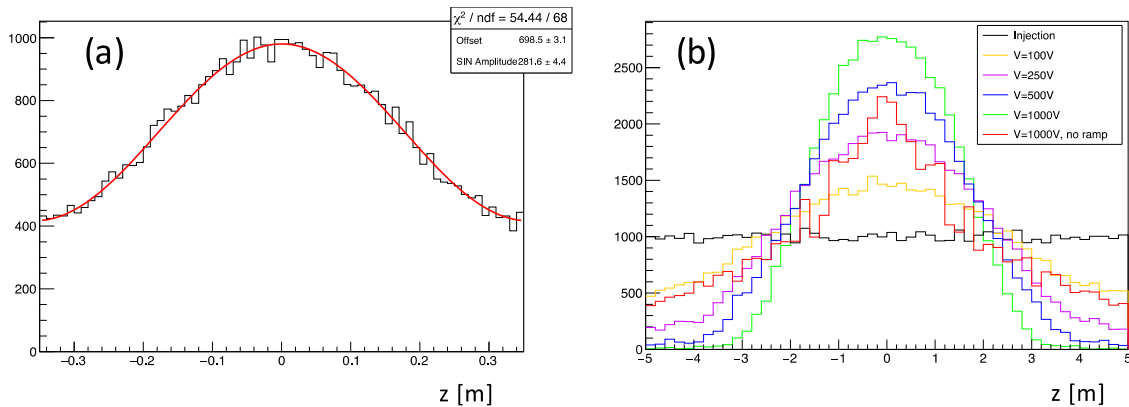 (a)
χ² / ndf = 54.44 / 68
Offset 698.5 ± 3.1
SIN Amplitude 281.6 ± 4.4
1000
800
600
400
200
0
−0.3 −0.2 −0.1 0 0.1 0.2 0.3
z [m]
(b)
Injection
V=100V
V=250V
V=500V
V=1000V
V=1000V, no ramp
2500
2000
1500
1000
500
0
−5 −4 −3 −2 −1 0 1 2 3 4 5
z [m]